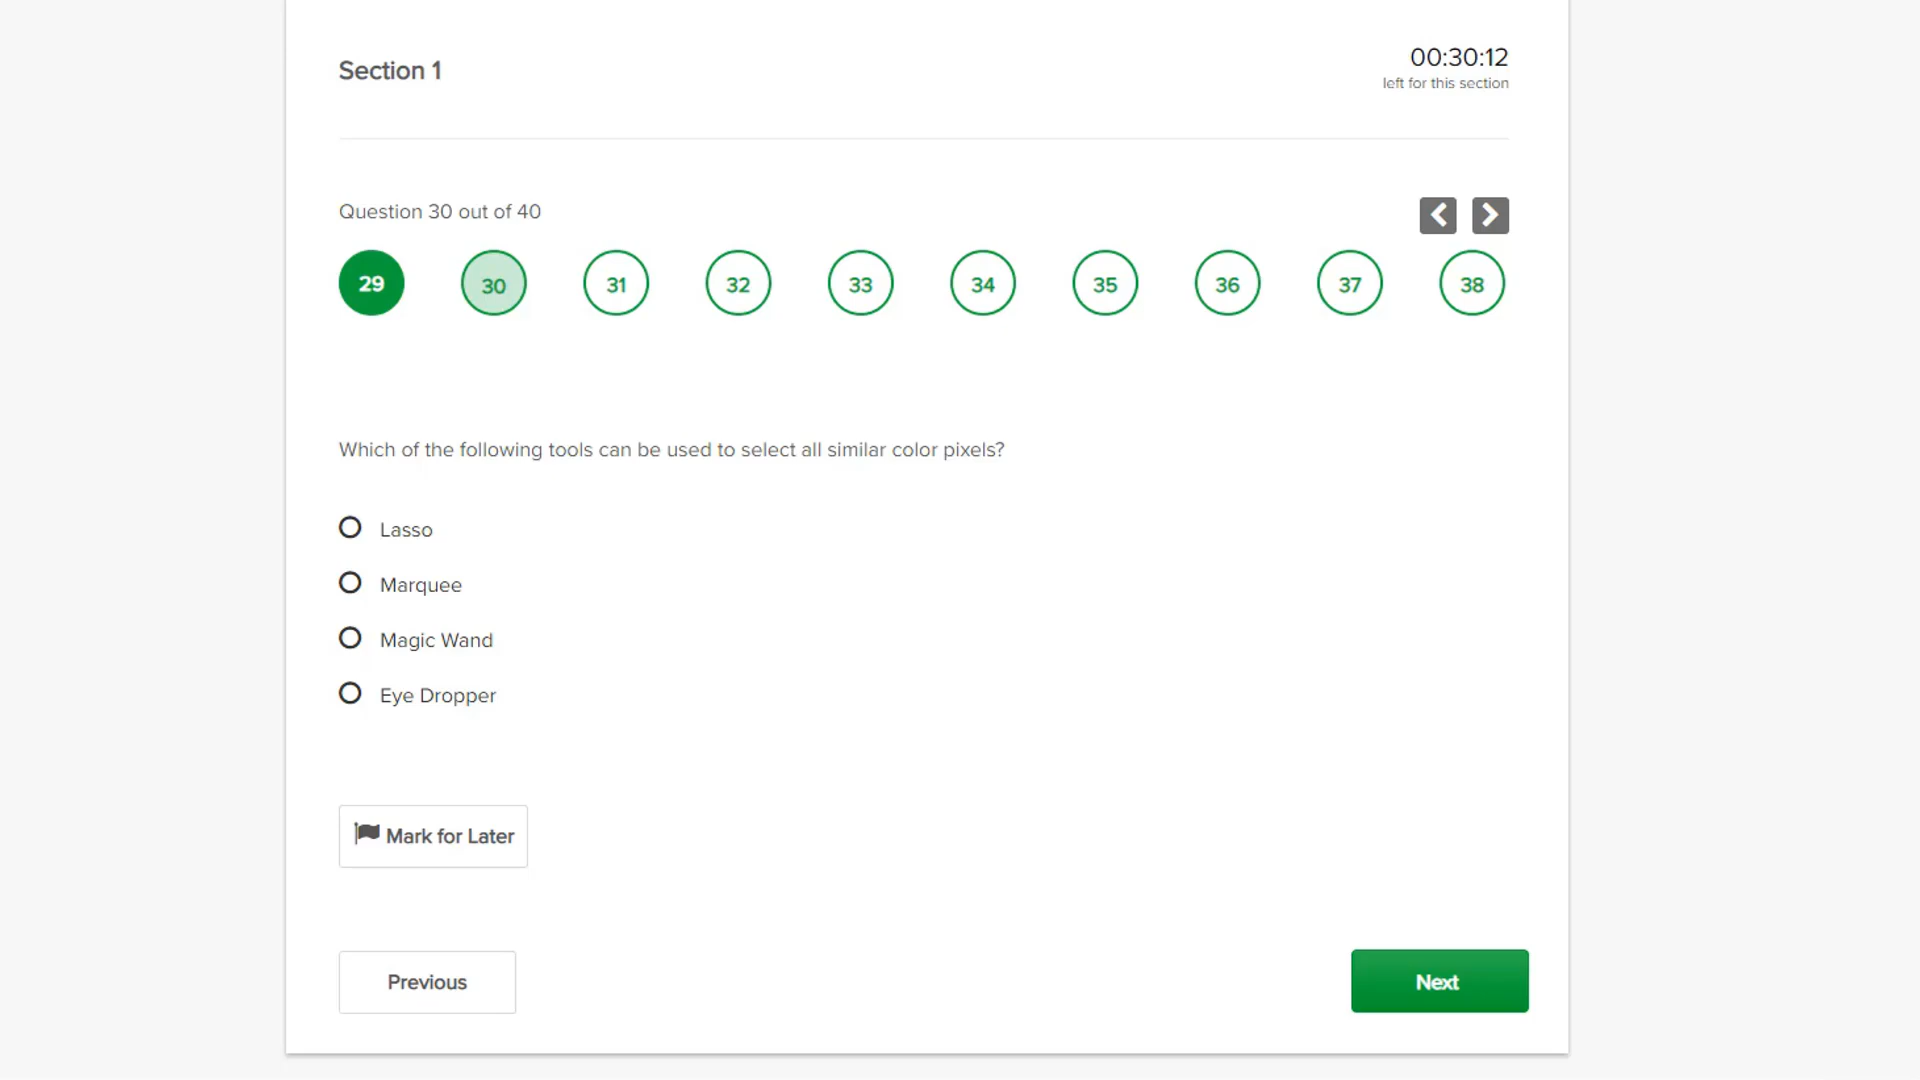 Section 1
00:30:12
left for this section
Question 30 out of 40
29 30 31 32 33 34 35 36 37 38
Which of the following tools can be used to select all similar color pixels?
Lasso
Marquee
Magic Wand
Eye Dropper
Mark for Later
Previous
Next